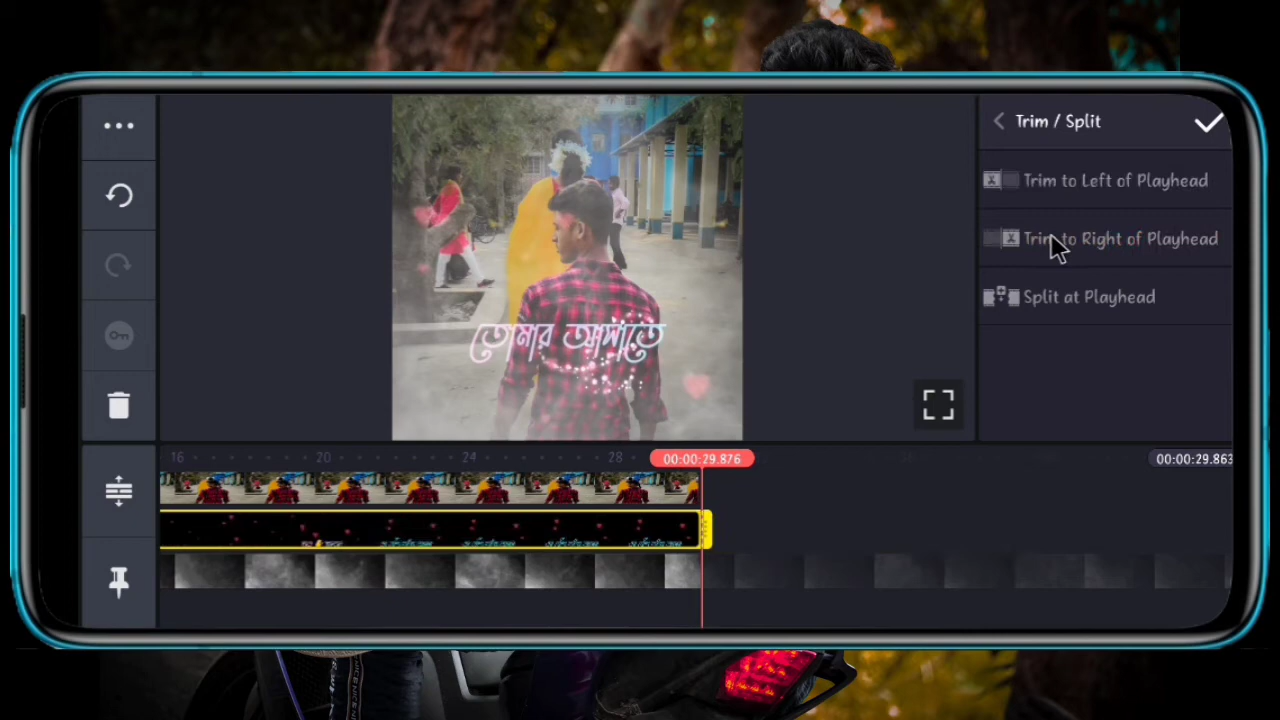 Trim / Split
Trim to Left of Playhead
Trim to Right of Playhead
Split at Playhead
তোমার আসাতে
16
20
24
28
00:00:29.876
00:00:29.863